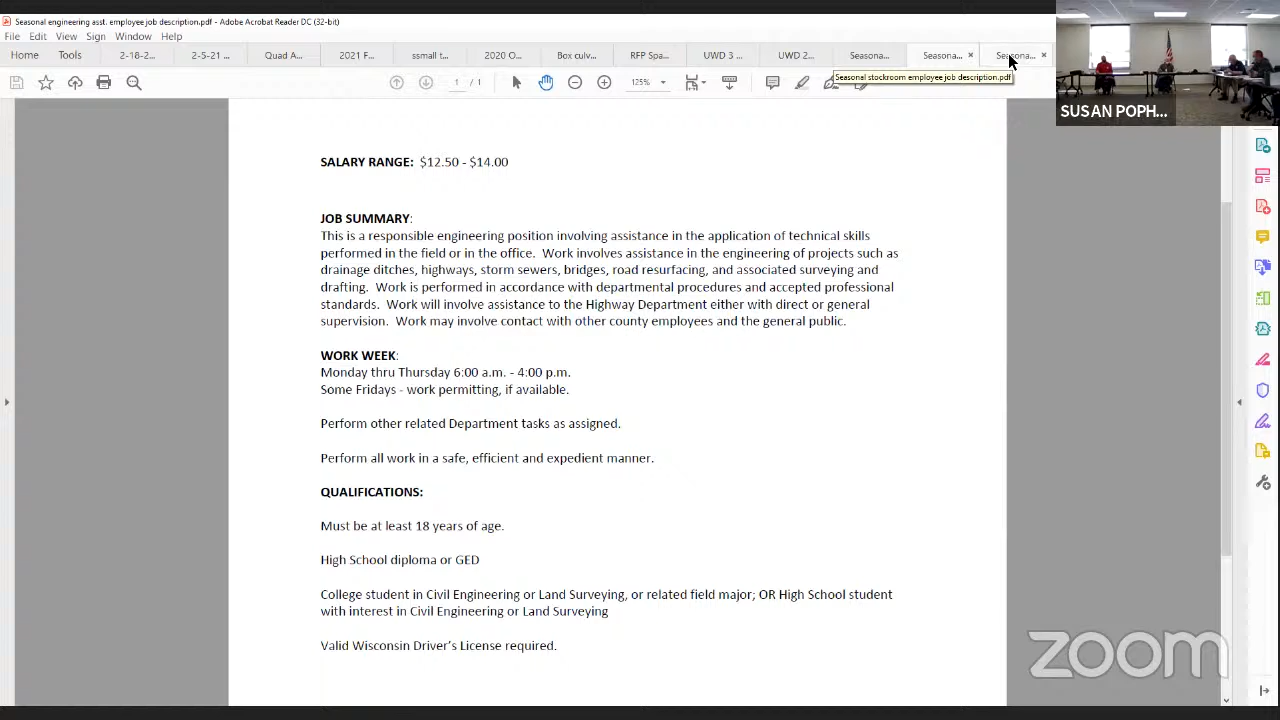 Seasonal engineering asst. employee job description.pdf - Adobe Acrobat Reader DC (32-bit)
File Edit View Sign Window Help
Home Tools 2-18-2... 2-5-21 ... Quad A... 2021 F... ssmall t... 2020 O... Box culv... RFP Spa... UWD 3 ... UWD 2... Seasona... Seasona... × Seasona... ×
1 / 1 125%
Seasonal stockroom employee job description.pdf
SUSAN POPH...
SALARY RANGE: $12.50 - $14.00
JOB SUMMARY:
This is a responsible engineering position involving assistance in the application of technical skills
performed in the field or in the office. Work involves assistance in the engineering of projects such as
drainage ditches, highways, storm sewers, bridges, road resurfacing, and associated surveying and
drafting. Work is performed in accordance with departmental procedures and accepted professional
standards. Work will involve assistance to the Highway Department either with direct or general
supervision. Work may involve contact with other county employees and the general public.
WORK WEEK:
Monday thru Thursday 6:00 a.m. - 4:00 p.m.
Some Fridays - work permitting, if available.
Perform other related Department tasks as assigned.
Perform all work in a safe, efficient and expedient manner.
QUALIFICATIONS:
Must be at least 18 years of age.
High School diploma or GED
College student in Civil Engineering or Land Surveying, or related field major; OR High School student
with interest in Civil Engineering or Land Surveying
Valid Wisconsin Driver's License required.
zoom